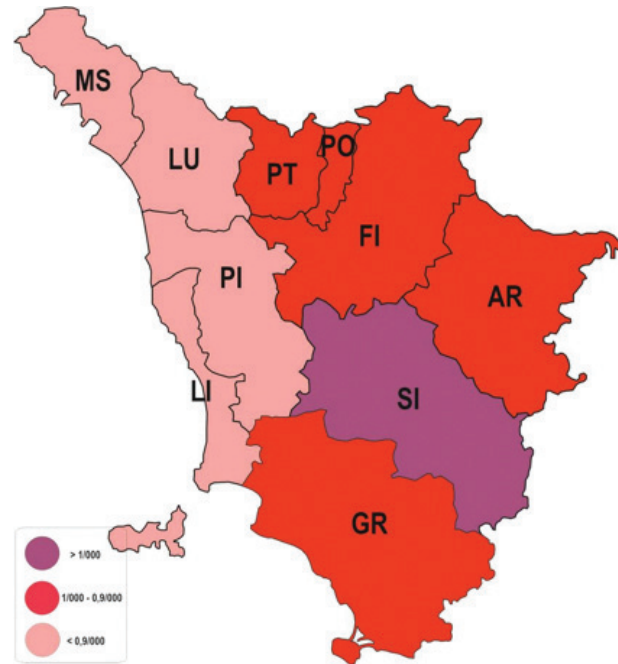 MS
LU
PT
PO
FI
PI
AR
LI
SI
GR
> 1/000
1/000 - 0,9/000
< 0,9/000